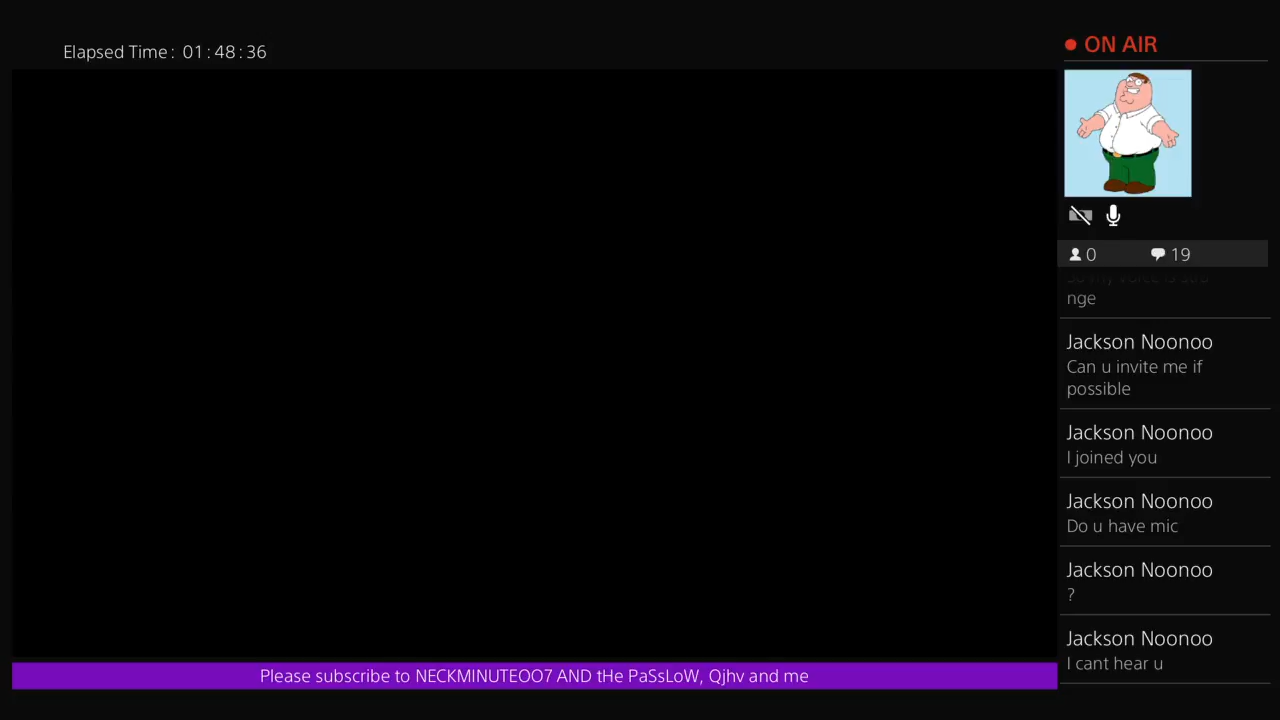 Elapsed Time: 01:48:36
ON AIR
0 19
nge
Jackson Noonoo
Can u invite me if
possible
Jackson Noonoo
I joined you
Jackson Noonoo
Do u have mic
Jackson Noonoo
?
Jackson Noonoo
I cant hear u
Please subscribe to NECKMINUTEOO7 AND tHe PaSsLoW, Qjhv and me